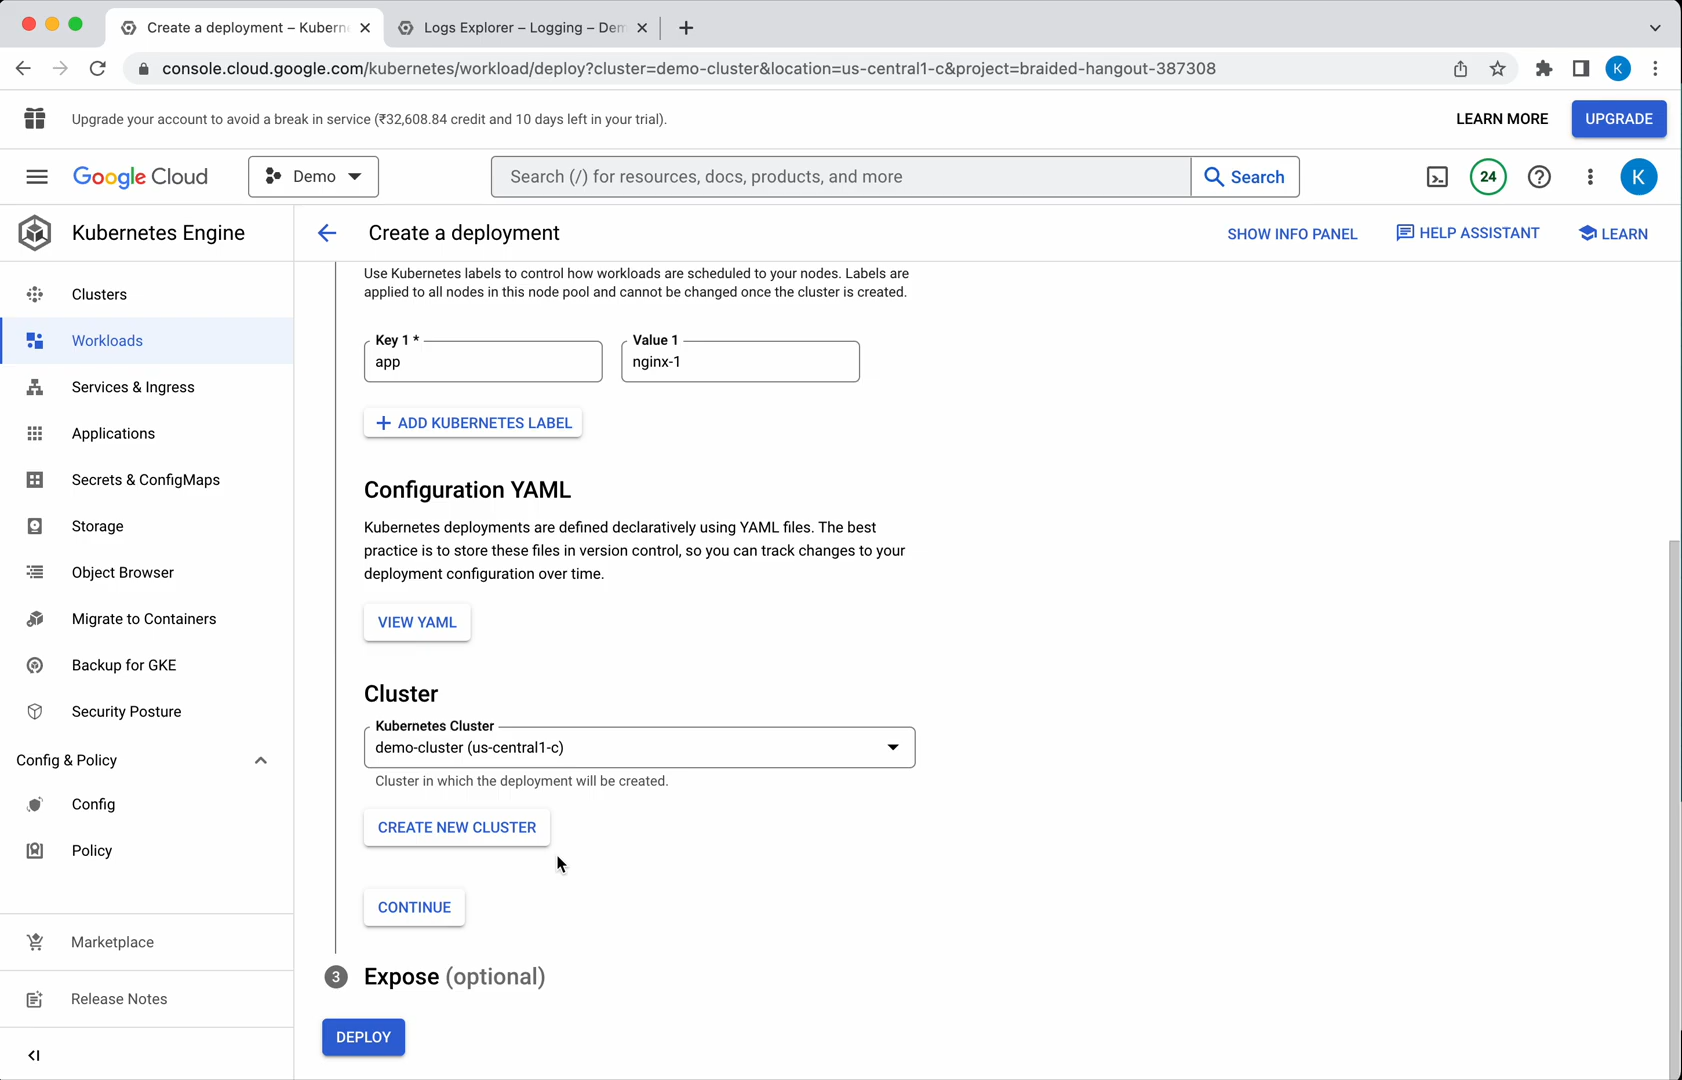 Create a deployment – Kubern
Logs Explorer – Logging – Dem
console.cloud.google.com/kubernetes/workload/deploy?cluster=demo-cluster&location=us-central1-c&project=braided-hangout-387308
K
Upgrade your account to avoid a break in service (₹32,608.84 credit and 10 days left in your trial).
LEARN MORE
UPGRADE
Google Cloud
Demo
Search (/) for resources, docs, products, and more
Search
24
K
Kubernetes Engine
Create a deployment
SHOW INFO PANEL
HELP ASSISTANT
LEARN
Clusters
Workloads
Services & Ingress
Applications
Secrets & ConfigMaps
Storage
Object Browser
Migrate to Containers
Backup for GKE
Security Posture
Config & Policy
Config
Policy
Marketplace
Release Notes
Use Kubernetes labels to control how workloads are scheduled to your nodes. Labels are
applied to all nodes in this node pool and cannot be changed once the cluster is created.
Key 1 *
app
Value 1
nginx-1
ADD KUBERNETES LABEL
Configuration YAML
Kubernetes deployments are defined declaratively using YAML files. The best
practice is to store these files in version control, so you can track changes to your
deployment configuration over time.
VIEW YAML
Cluster
Kubernetes Cluster
demo-cluster (us-central1-c)
Cluster in which the deployment will be created.
CREATE NEW CLUSTER
CONTINUE
3 Expose (optional)
DEPLOY